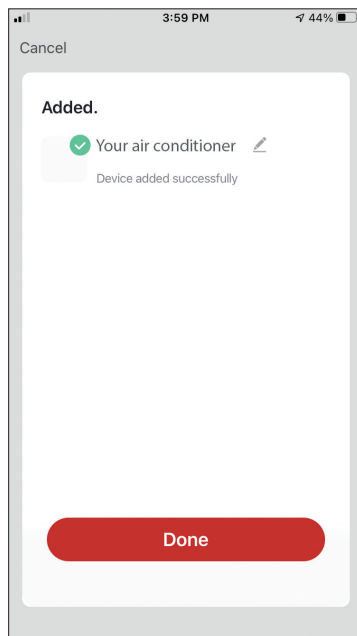 3:59 PM 44%
Cancel
Added.
Your air conditioner
Device added successfully
Done